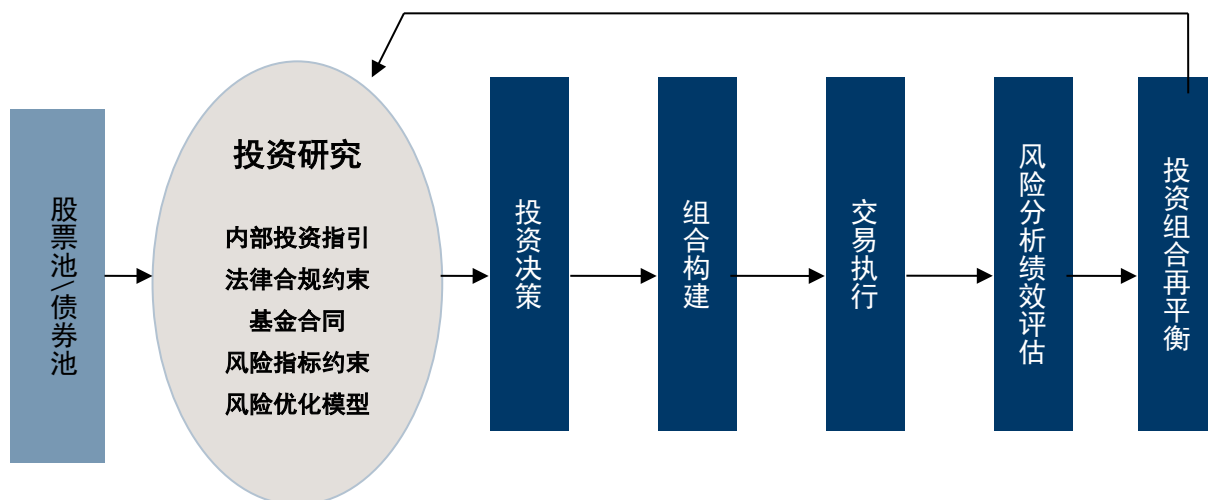 股票池\债券池
投资研究
内部投资指引
法律合规约束
基金合同
风险指标约束
风险优化模型
投资决策
组合构建
交易执行
风险分析绩效评估
投资组合再平衡